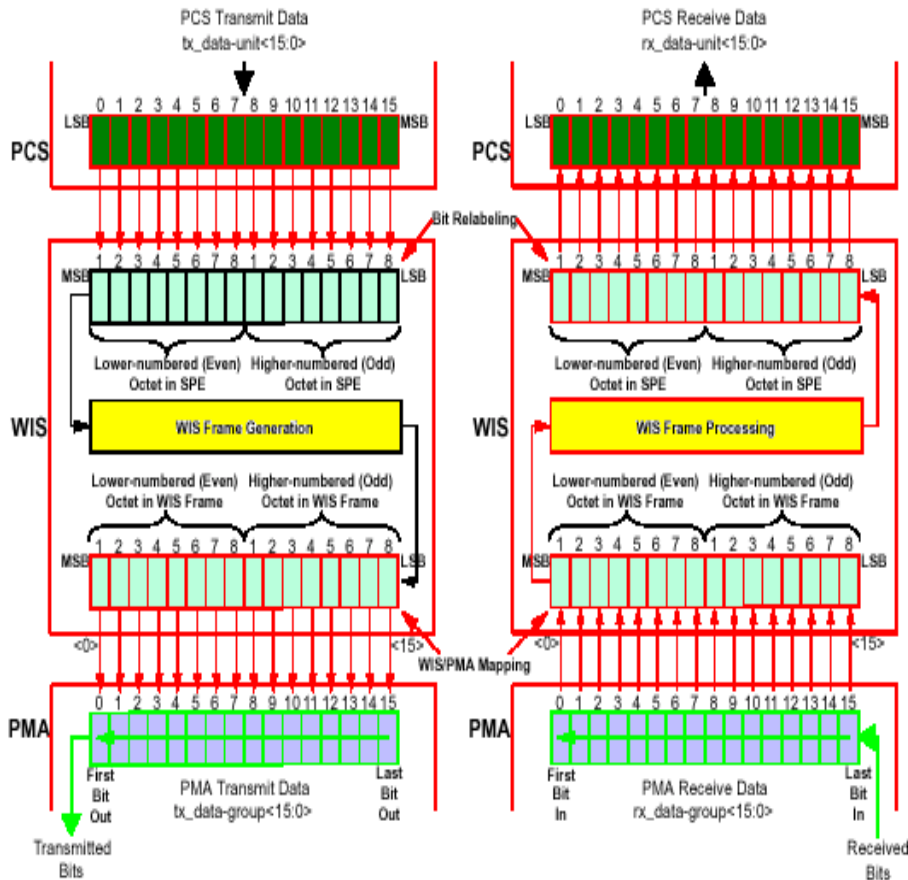 PCS Transmit Data
tx_data-unit<15:0>
PCS Receive Data
rx_data-unit<15:0>
0 1 2 3 4 5 6 7 8 9 10 11 12 13 14 15
0 1 2 3 4 5 6 7 8 9 10 11 12 13 14 15
LSB
MSB
LSB
MSB
PCS
PCS
Bit Relabeling
1 2 3 4 5 6 7 8 1 2 3 4 5 6 7 8
1 2 3 4 5 6 7 8 1 2 3 4 5 6 7 8
MSB
LSB
MSB
LSB
Lower-numbered (Even)
Octet in SPE
Higher-numbered (Odd)
Octet in SPE
Lower-numbered (Even)
Octet in SPE
Higher-numbered (Odd)
Octet in SPE
WIS
WIS Frame Generation
WIS
WIS Frame Processing
Lower-numbered (Even)
Octet in WIS Frame
Higher-numbered (Odd)
Octet in WIS Frame
Lower-numbered (Even)
Octet in WIS Frame
Higher-numbered (Odd)
Octet in WIS Frame
1 2 3 4 5 6 7 8 1 2 3 4 5 6 7 8
1 2 3 4 5 6 7 8 1 2 3 4 5 6 7 8
MSB
LSB
MSB
LSB
<0>
<15>
WIS/PMA Mapping
<0>
<15>
0 1 2 3 4 5 6 7 8 9 10 11 12 13 14 15
0 1 2 3 4 5 6 7 8 9 10 11 12 13 14 15
PMA
PMA
First
Bit
Out
PMA Transmit Data
tx_data-group<15:0>
Last
Bit
Out
First
Bit
In
PMA Receive Data
rx_data-group<15:0>
Last
Bit
In
Transmitted
Bits
Received
Bits